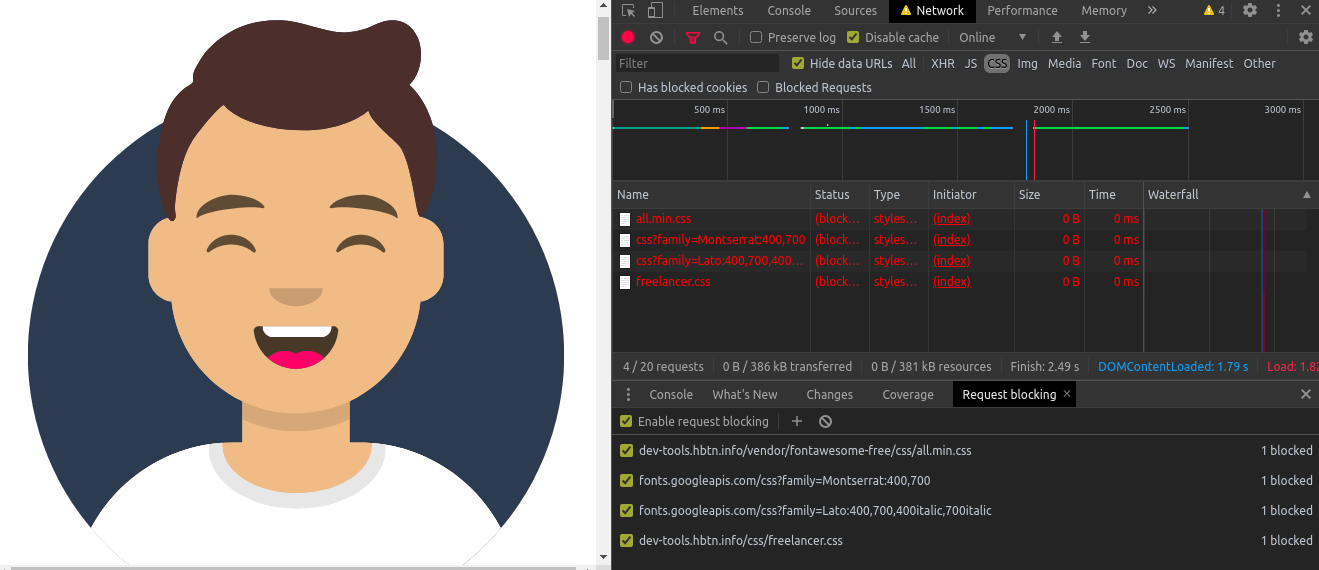 Elements Console Sources Network Performance Memory » 4
Preserve log Disable cache Online
Filter Hide data URLs All XHR JS CSS Img Media Font Doc WS Manifest Other
Has blocked cookies Blocked Requests
500 ms 1000 ms 1500 ms 2000 ms 2500 ms 3000 ms
Name Status Type Initiator Size Time Waterfall
all.min.css (block… styles… (index) 0 B 0 ms
css?family=Montserrat:400,700 (block… styles… (index) 0 B 0 ms
css?family=Lato:400,700,400… (block… styles… (index) 0 B 0 ms
freelancer.css (block… styles… (index) 0 B 0 ms
4 / 20 requests 0 B / 386 kB transferred 0 B / 381 kB resources Finish: 2.49 s DOMContentLoaded: 1.79 s Load: 1.82
Console What's New Changes Coverage Request blocking ×
Enable request blocking
dev-tools.hbtn.info/vendor/fontawesome-free/css/all.min.css 1 blocked
fonts.googleapis.com/css?family=Montserrat:400,700 1 blocked
fonts.googleapis.com/css?family=Lato:400,700,400italic,700italic 1 blocked
dev-tools.hbtn.info/css/freelancer.css 1 blocked